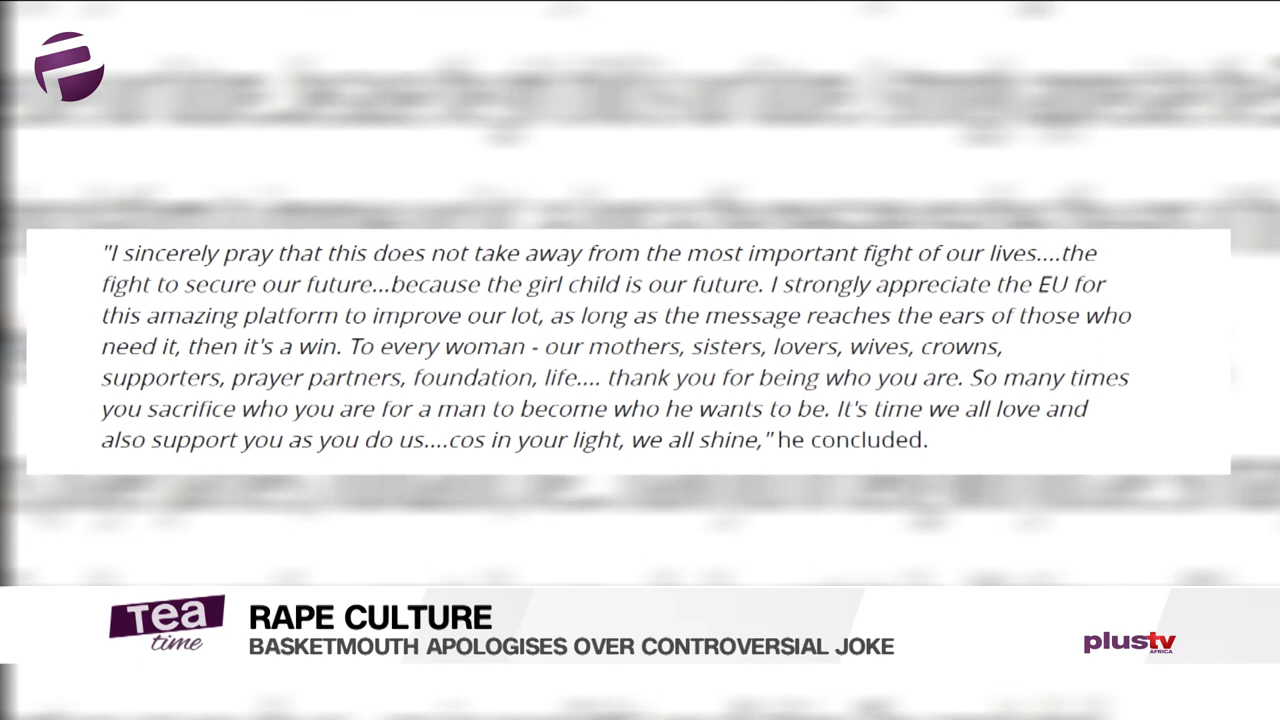 "I sincerely pray that this does not take away from the most important fight of our lives....the
fight to secure our future...because the girl child is our future. I strongly appreciate the EU for
this amazing platform to improve our lot, as long as the message reaches the ears of those who
need it, then it's a win. To every woman - our mothers, sisters, lovers, wives, crowns,
supporters, prayer partners, foundation, life.... thank you for being who you are. So many times
you sacrifice who you are for a man to become who he wants to be. It's time we all love and
also support you as you do us....cos in your light, we all shine," he concluded.
Tea
time
RAPE CULTURE
BASKETMOUTH APOLOGISES OVER CONTROVERSIAL JOKE
plustv
AFRICA